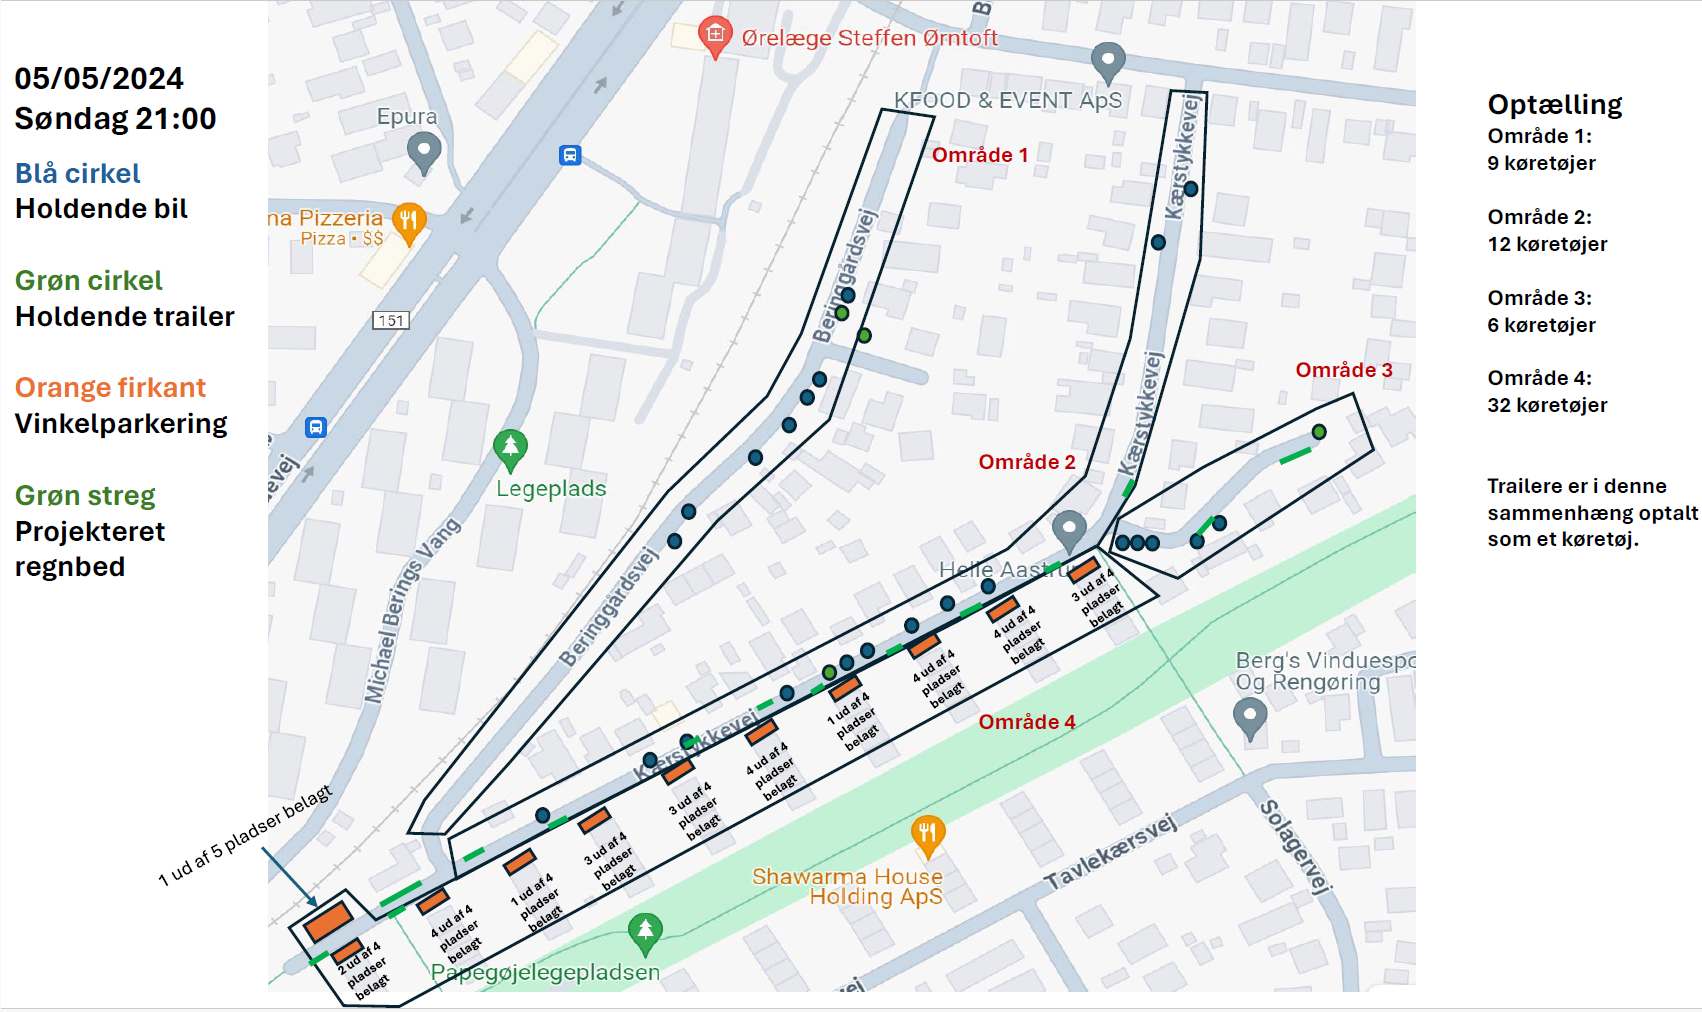 05/05/2024
Søndag 21:00
Blå cirkel
Holdende bil
Grøn cirkel
Holdende trailer
Orange firkant
Vinkelparkering
Grøn streg
Projekteret
regnbed
Ørelæge Steffen Ørntoft
KFOOD & EVENT ApS
Epura
na Pizzeria
Pizza • $$
151
Legeplads
evej
Michael Berings Vang
Beringgårdsvej
Beringgårdsvej
Kærstykkevej
Kærstykkevej
Kærstykkevej
Område 1
Område 2
Område 3
Område 4
Helle Aastru
Berg's Vinduespo
Og Rengøring
Shawarma House
Holding ApS
Papegøjelegepladsen
Tavlekærsvej
Solagervej
vej
1 ud af 5 pladser belagt
2 ud af 4
pladser
belagt
4 ud af 4
pladser
belagt
1 ud af 4
pladser
belagt
3 ud af 4
pladser
belagt
3 ud af 4
pladser
belagt
4 ud af 4
pladser
belagt
1 ud af 4
pladser
belagt
4 ud af 4
pladser
belagt
4 ud af 4
pladser
belagt
3 ud af 4
pladser
belagt
Optælling
Område 1:
9 køretøjer
Område 2:
12 køretøjer
Område 3:
6 køretøjer
Område 4:
32 køretøjer
Trailere er i denne
sammenhæng optalt
som et køretøj.